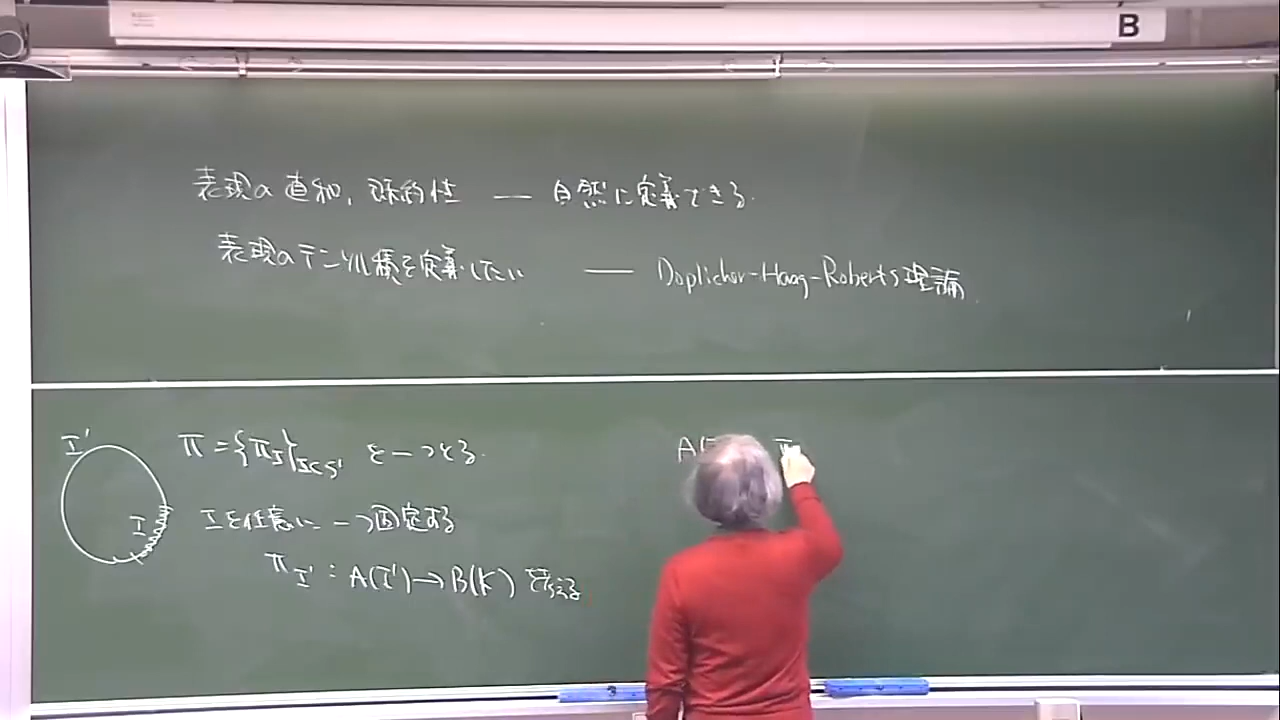 B
表現の直和, 既約性 — 自然に定義できる.
表現のテンソル積を定義したい — Doplicher-Haag-Roberts理論
I'
I
π = {π_I}_{I⊂S^1} を一つとる.
Iを任意に一つ固定する
π_{I'} : A(I') → B(K) を考える
A(
π
3